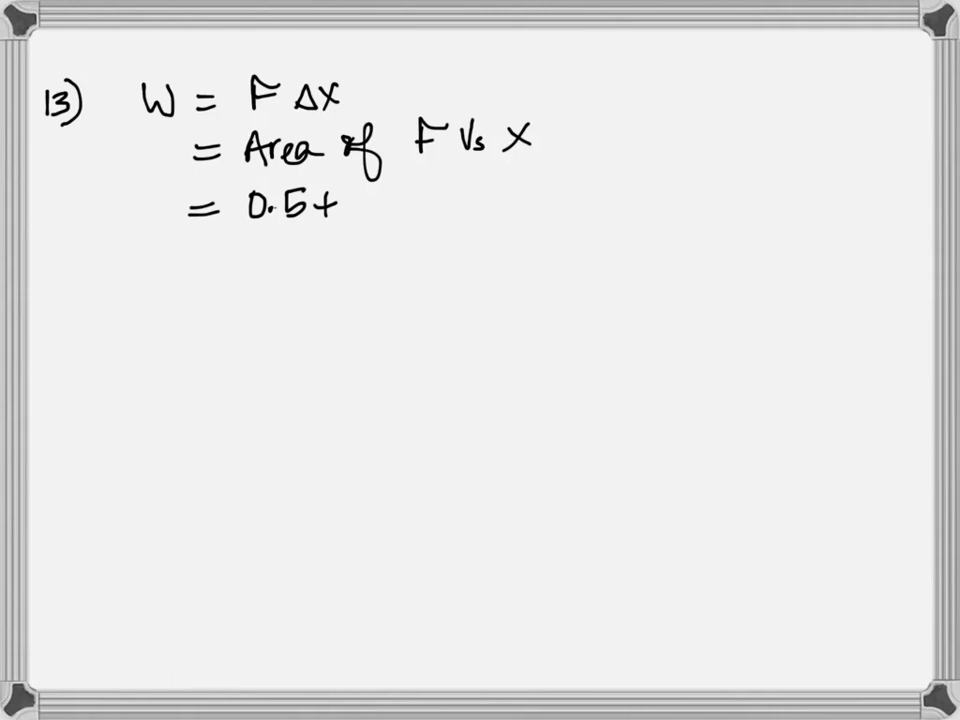 13) W = F Δx
= Area of F Vs x
= 0.5+